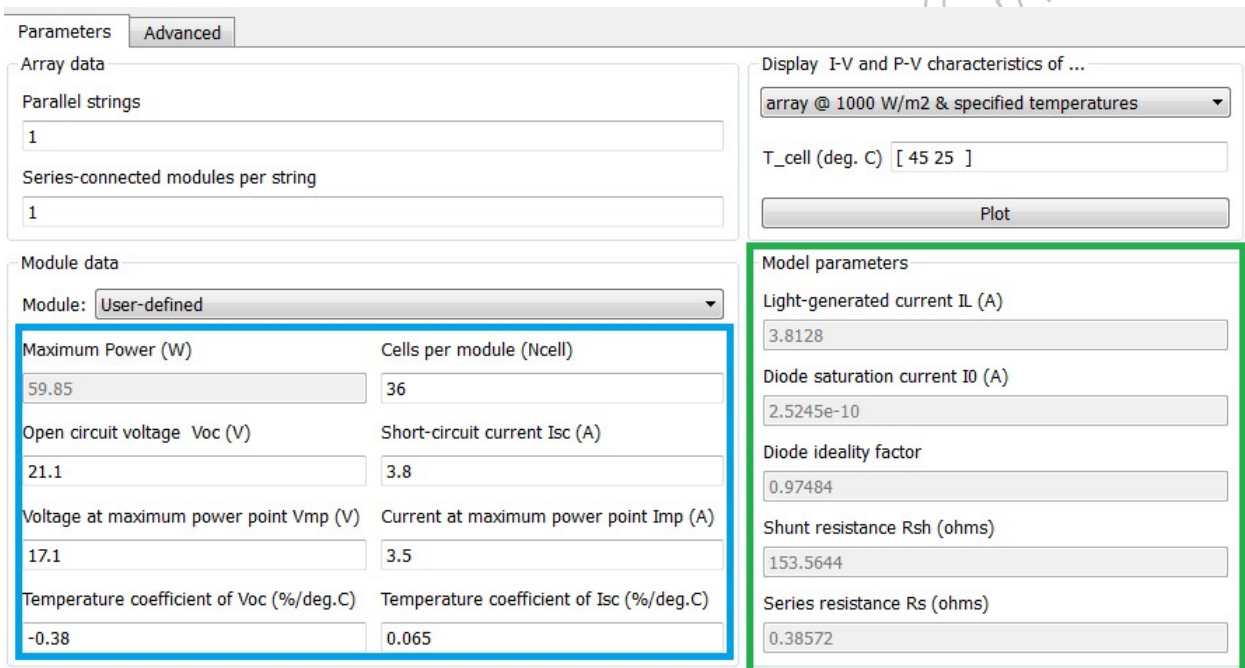 Parameters
Advanced
Array data
Parallel strings
1
Series-connected modules per string
1
Display I-V and P-V characteristics of ...
array @ 1000 W/m2 & specified temperatures
T_cell (deg. C) [ 45 25 ]
Plot
Module data
Module: User-defined
Maximum Power (W)
Cells per module (Ncell)
59.85
36
Open circuit voltage Voc (V)
Short-circuit current Isc (A)
21.1
3.8
Voltage at maximum power point Vmp (V)
Current at maximum power point Imp (A)
17.1
3.5
Temperature coefficient of Voc (%/deg.C)
Temperature coefficient of Isc (%/deg.C)
-0.38
0.065
Model parameters
Light-generated current IL (A)
3.8128
Diode saturation current I0 (A)
2.5245e-10
Diode ideality factor
0.97484
Shunt resistance Rsh (ohms)
153.5644
Series resistance Rs (ohms)
0.38572